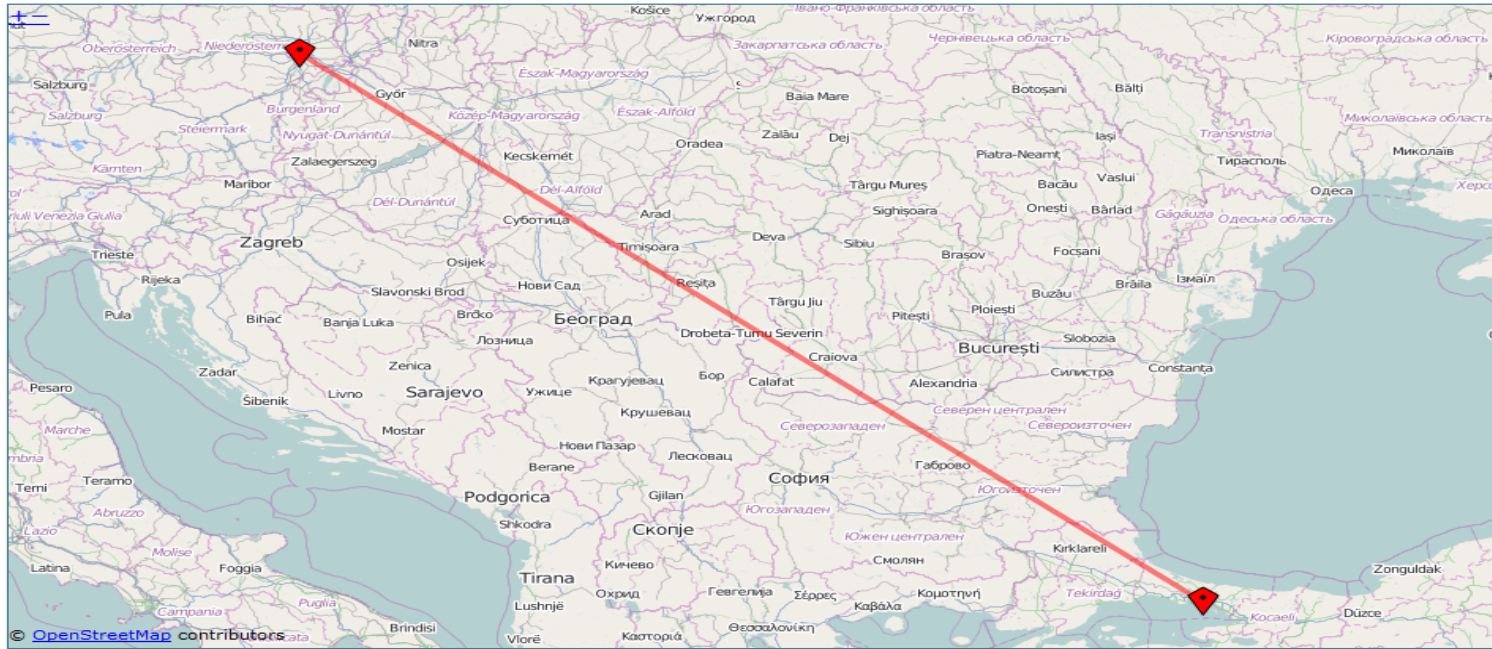 + −
Košice
Ужгород
Івано-Франківська область
Oberösterreich
Nitra
Закарпатська область
Чернівецька область
Кіровоградська область
Salzburg
Győr
Észak-Magyarország
Botoșani
Bălți
Salzburg
Burgenland
Közép-Magyarország
Észak-Alföld
Baia Mare
Миколаївська область
Steiermark
Nyugat-Dunántúl
Zalău
Dej
Iași
Transnistria
Oradea
Kärnten
Zalaegerszeg
Kecskemét
Piatra-Neamț
Тирасполь
Миколаїв
Maribor
Dél-Alföld
Târgu Mureș
Bacău
Vaslui
Одеса
Dél-Dunántúl
Суботица
Arad
Sighișoara
Onești
Bârlad
Găgăuzia
Одеська область
Friuli Venezia Giulia
Zagreb
Timișoara
Deva
Sibiu
Brașov
Focșani
Trieste
Osijek
Rijeka
Slavonski Brod
Нови Сад
Reșița
Târgu Jiu
Buzău
Brăila
Ізмаїл
Pula
Bihać
Banja Luka
Brčko
Београд
Pitești
Ploiești
Лозница
Drobeta-Turnu Severin
București
Slobozia
Zadar
Zenica
Craiova
Constanța
Pesaro
Šibenik
Livno
Sarajevo
Ужице
Крагујевац
Бор
Calafat
Alexandria
Силистра
Marche
Mostar
Крушевац
Северозападен
Северен централен
Североизточен
Нови Пазар
Лесковац
Габрово
Teramo
Berane
София
Югоизточен
Terni
Abruzzo
Podgorica
Gjilan
Югозападен
Lazio
Shkodra
Скопје
Южен централен
Kırklareli
Latina
Molise
Foggia
Tirana
Кичево
Смолян
Zonguldak
Campania
Puglia
Lushnjë
Охрид
Гевгелија
Σέρρες
Καβάλα
Κομοτηνή
Tekirdağ
Kocaeli
Düzce
Brindisi
Vlorë
Καστοριά
Θεσσαλονίκη
© OpenStreetMap contributors